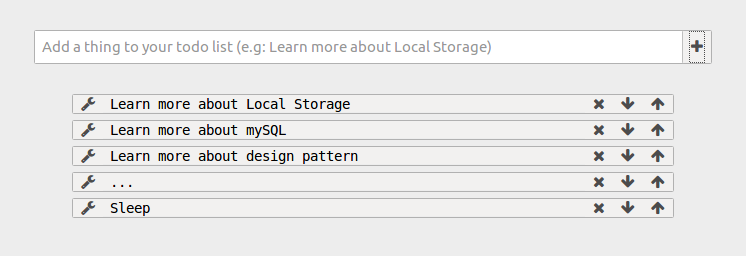 Add a thing to your todo list (e.g: Learn more about Local Storage)
Learn more about Local Storage
Learn more about mySQL
Learn more about design pattern
...
Sleep